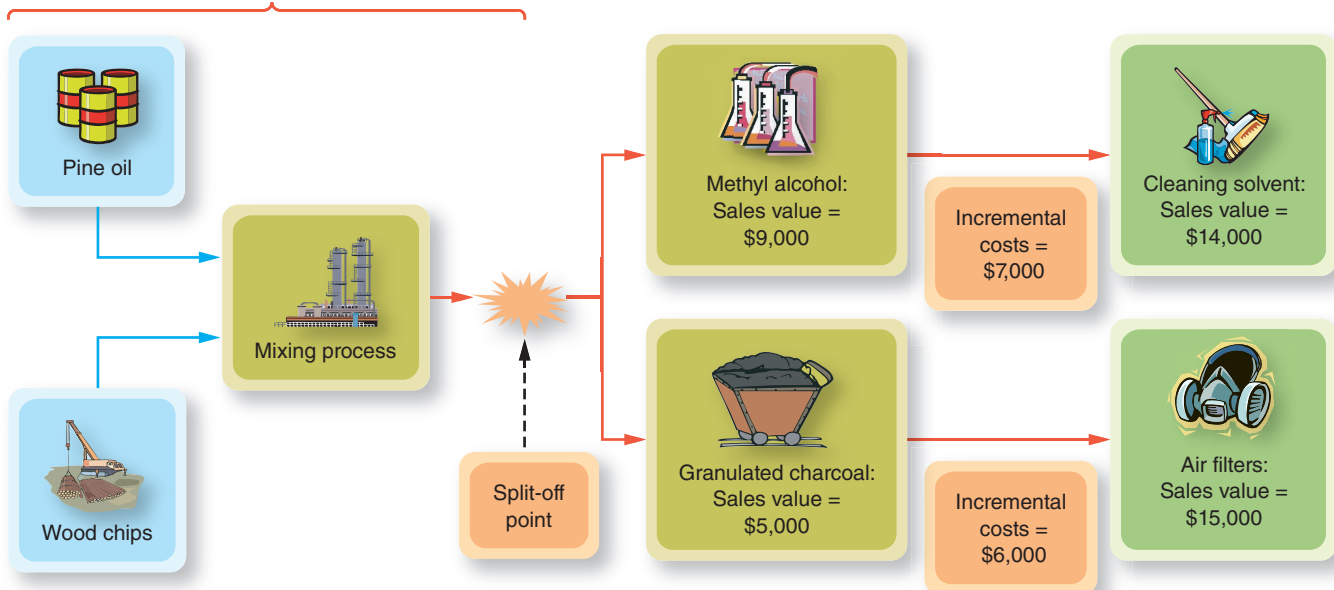 Pine oil
Wood chips
Mixing process
Split-off
point
Methyl alcohol:
Sales value =
$9,000
Incremental
costs =
$7,000
Cleaning solvent:
Sales value =
$14,000
Granulated charcoal:
Sales value =
$5,000
Incremental
costs =
$6,000
Air filters:
Sales value =
$15,000